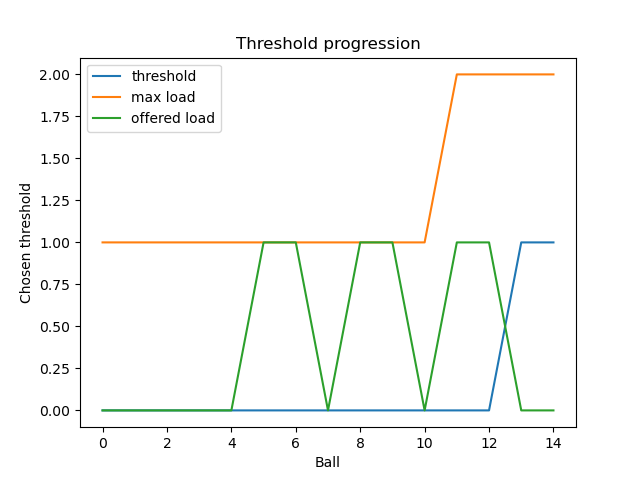 Threshold progression
threshold
max load
offered load
2.00
1.75
1.50
1.25
1.00
0.75
0.50
0.25
0.00
Chosen threshold
0 2 4 6 8 10 12 14
Ball